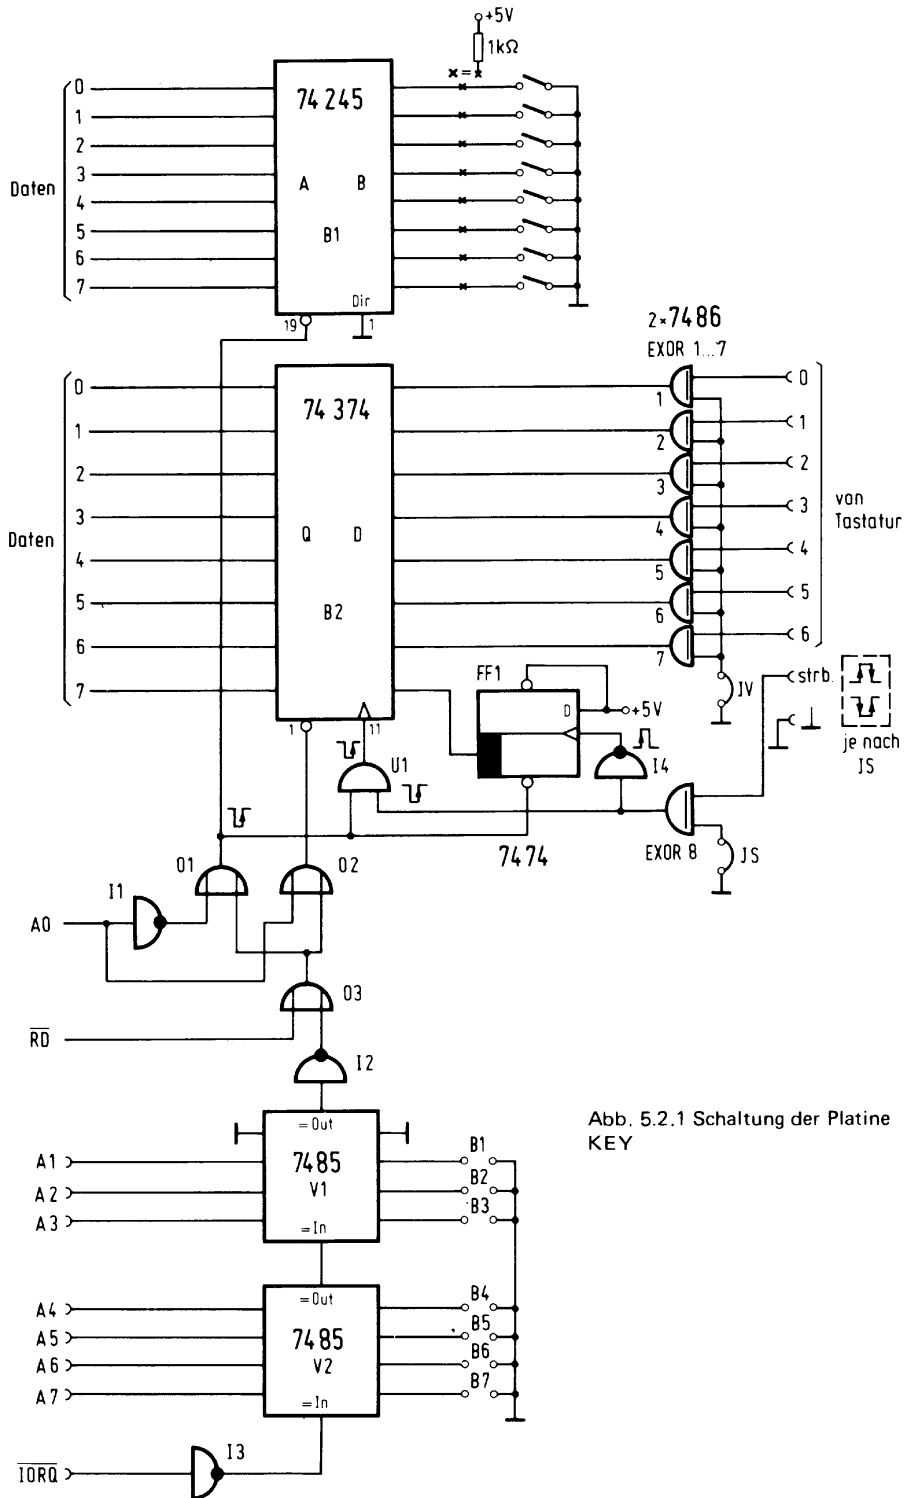 +5V
1kΩ
x = x
74 245
A B
B1
Dir
19
1
Daten
0
1
2
3
4
5
6
7
2×7486
EXOR 1...7
74 374
Q D
B2
1
11
Daten
0
1
2
3
4
5
6
7
1
2
3
4
5
6
7
0
1
2
3
4
5
6
von
Tastatur
FF1
D
+5V
JV
strb.
je nach
JS
U1
I4
7474
EXOR 8
JS
O1
O2
I1
A0
O3
RD
I2
=Out
7485
V1
=In
A1
A2
A3
B1
B2
B3
Abb. 5.2.1 Schaltung der Platine
KEY
=Out
7485
V2
=In
A4
A5
A6
A7
B4
B5
B6
B7
I3
IORQ